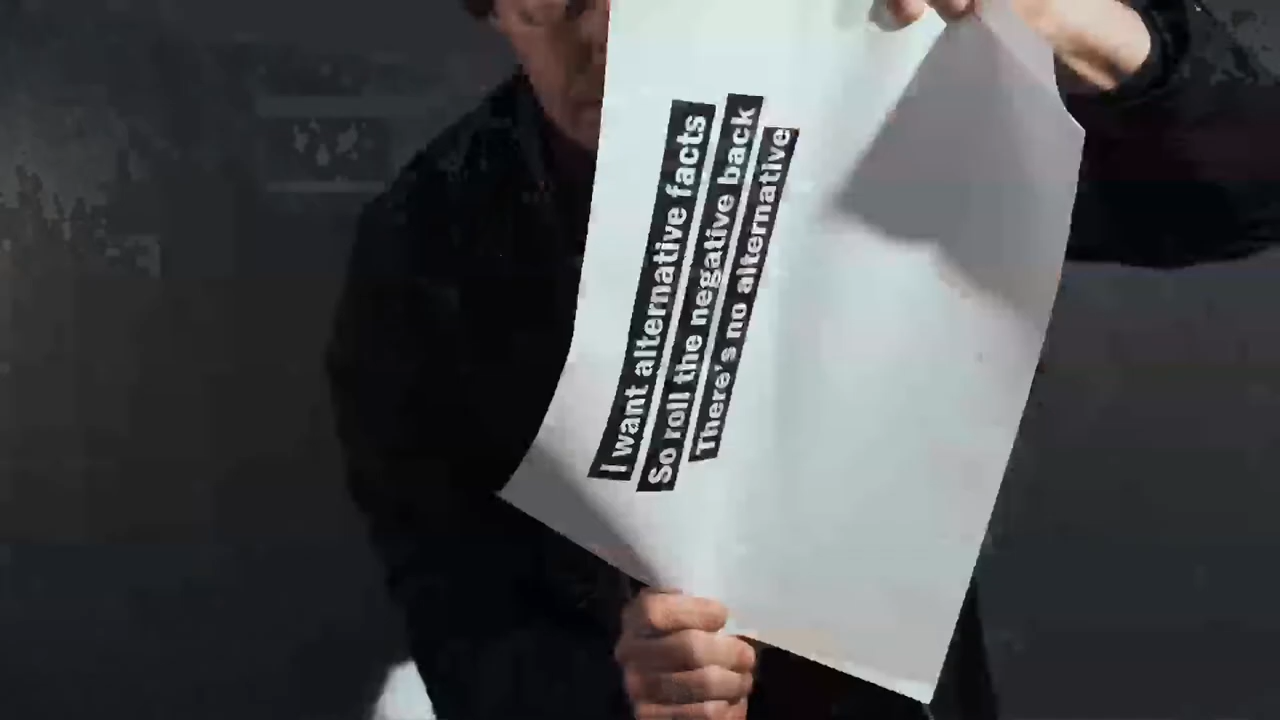 I want alternative facts
So roll the negative back
There's no alternative